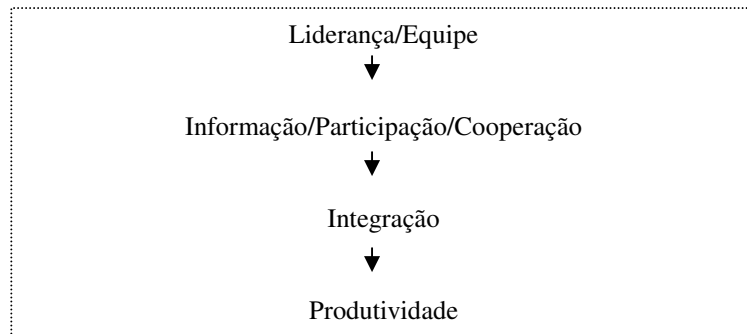 Liderança/Equipe
Informação/Participação/Cooperação
Integração
Produtividade